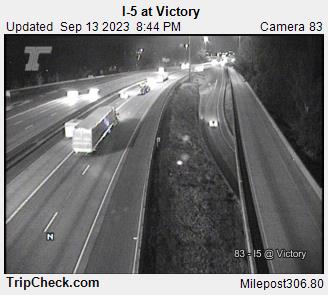 I-5 at Victory
Updated Sep 13 2023 8:44 PM Camera 83
T
N
83 - I5 @ Victory
TripCheck.com Milepost306.80